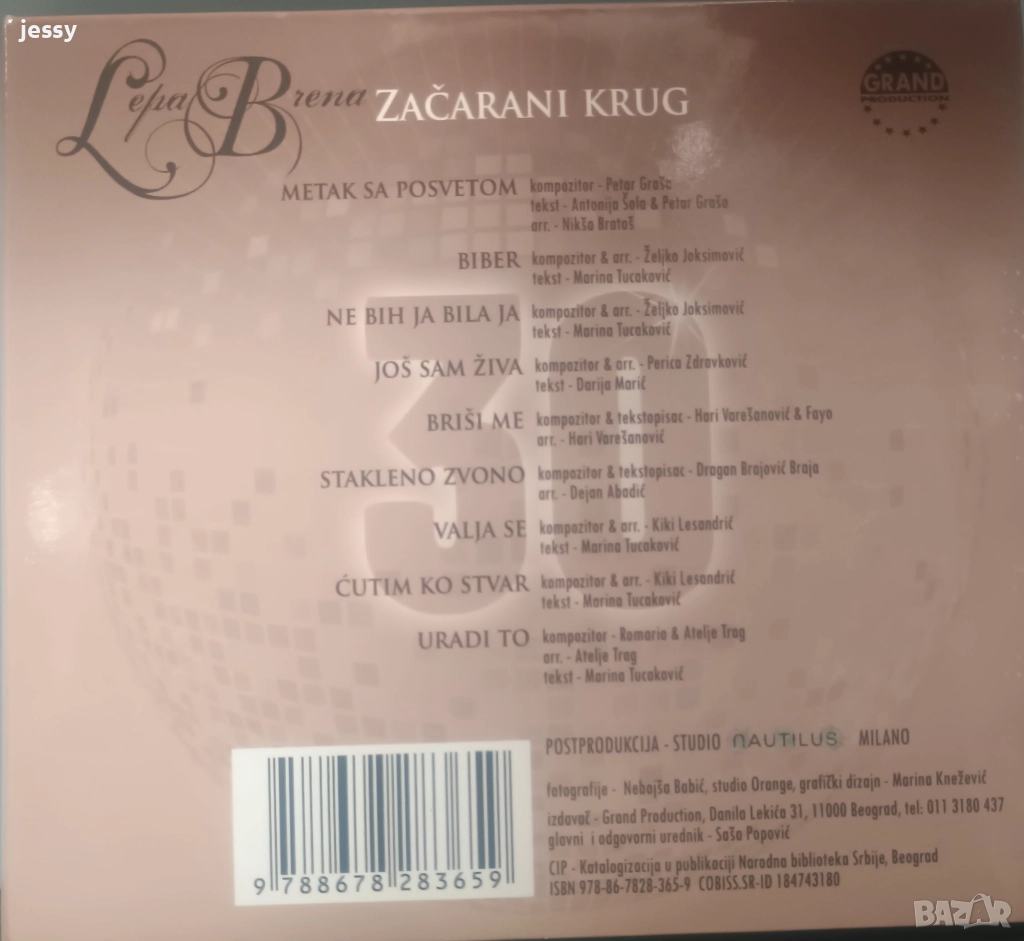 jessy
Lepa Brena ZAČARANI KRUG
GRAND
PRODUCTION
METAK SA POSVETOM kompozitor - Petar Grašo
tekst - Antonija Šola & Petar Grašo
arr. - Nikša Bratoš
BIBER kompozitor & arr. - Željko Joksimović
tekst - Marina Tucaković
NE BIH JA BILA JA kompozitor & arr. - Željko Joksimović
tekst - Marina Tucaković
JOŠ SAM ŽIVA kompozitor & arr. - Perica Zdravković
tekst - Darija Marić
BRIŠI ME kompozitor & tekstopisac - Hari Varešanović & Fayo
arr. - Hari Varešanović
STAKLENO ZVONO kompozitor & tekstopisac - Dragan Brajović Braja
arr. - Dejan Abadić
VALJA SE kompozitor & arr. - Kiki Lesandrić
tekst - Marina Tucaković
ĆUTIM KO STVAR kompozitor & arr. - Kiki Lesandrić
tekst - Marina Tucaković
URADI TO kompozitor - Romario & Atelje Trag
arr. - Atelje Trag
tekst - Marina Tucaković
30
POSTPRODUKCIJA - STUDIO NAUTILUS MILANO
fotografije - Nebojša Babić, studio Orange, grafički dizajn - Marina Knežević
izdavač - Grand Production, Danila Lekića 31, 11000 Beograd, tel: 011 3180 437
glavni i odgovorni urednik - Saša Popović
CIP - Katalogizacija u publikaciji Narodna biblioteka Srbije, Beograd
ISBN 978-86-7828-365-9 COBISS.SR-ID 184743180
9 788678 283659
BAZAR